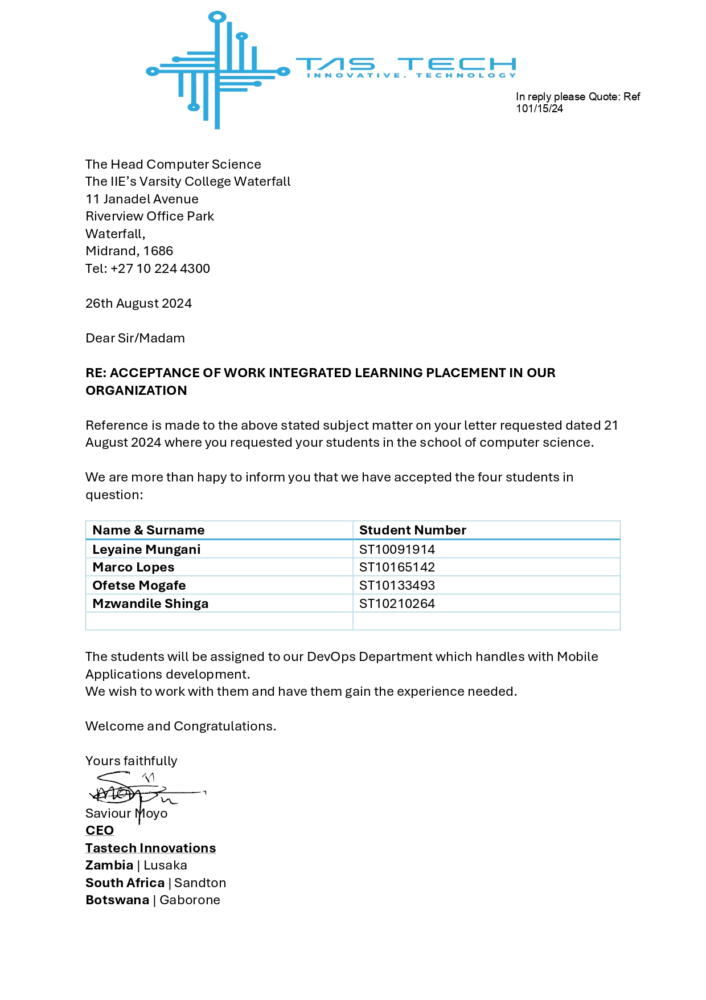 TAS TECH
INNOVATIVE. TECHNOLOGY
In reply please Quote: Ref
101/15/24
The Head Computer Science
The IIE’s Varsity College Waterfall
11 Janadel Avenue
Riverview Office Park
Waterfall,
Midrand, 1686
Tel: +27 10 224 4300
26th August 2024
Dear Sir/Madam
RE: ACCEPTANCE OF WORK INTEGRATED LEARNING PLACEMENT IN OUR
ORGANIZATION
Reference is made to the above stated subject matter on your letter requested dated 21
August 2024 where you requested your students in the school of computer science.
We are more than hapy to inform you that we have accepted the four students in
question:
Name & Surname Student Number
Leyaine Mungani ST10091914
Marco Lopes ST10165142
Ofetse Mogafe ST10133493
Mzwandile Shinga ST10210264
The students will be assigned to our DevOps Department which handles with Mobile
Applications development.
We wish to work with them and have them gain the experience needed.
Welcome and Congratulations.
Yours faithfully
Saviour Moyo
CEO
Tastech Innovations
Zambia | Lusaka
South Africa | Sandton
Botswana | Gaborone